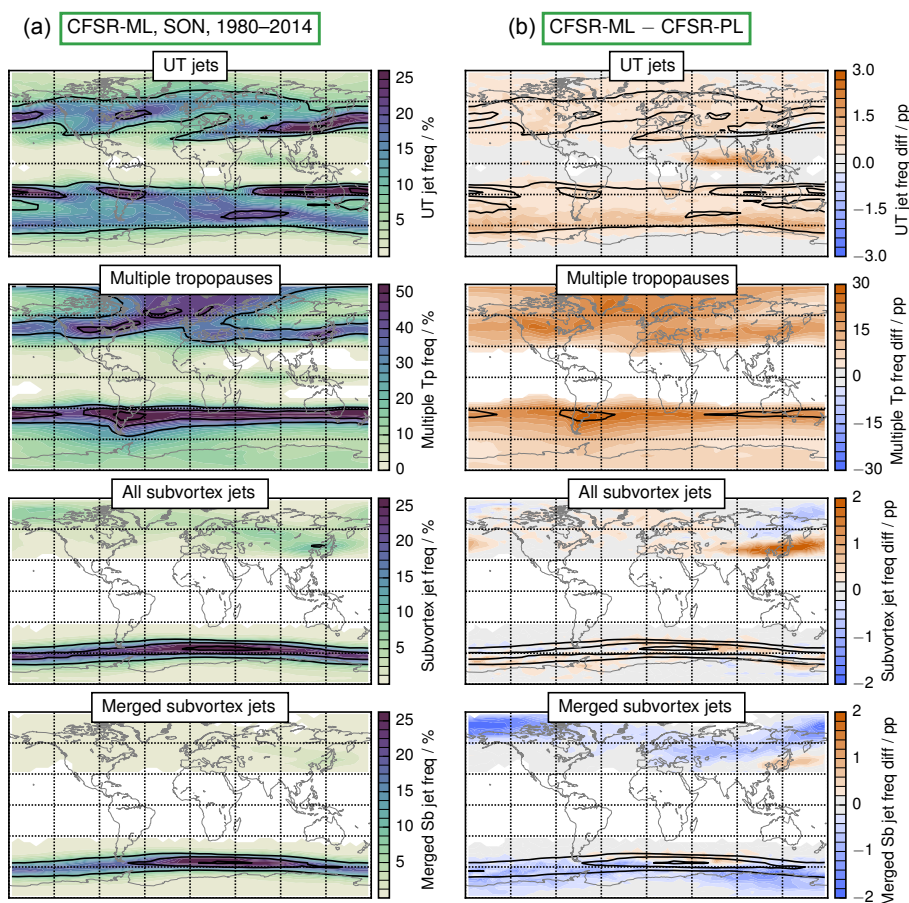 (a) CFSR-ML, SON, 1980–2014
(b) CFSR-ML − CFSR-PL
UT jets
25
20
15
10
5
UT jet freq / %
UT jets
3.0
1.5
0.0
−1.5
−3.0
UT jet freq diff / pp
Multiple tropopauses
50
40
30
20
10
0
Multiple Tp freq / %
Multiple tropopauses
30
15
0
−15
−30
Multiple Tp freq diff / pp
All subvortex jets
25
20
15
10
5
Subvortex jet freq / %
All subvortex jets
2
1
0
−1
−2
Subvortex jet freq diff / pp
Merged subvortex jets
25
20
15
10
5
Merged Sb jet freq / %
Merged subvortex jets
2
1
0
−1
−2
Merged Sb jet freq diff / pp